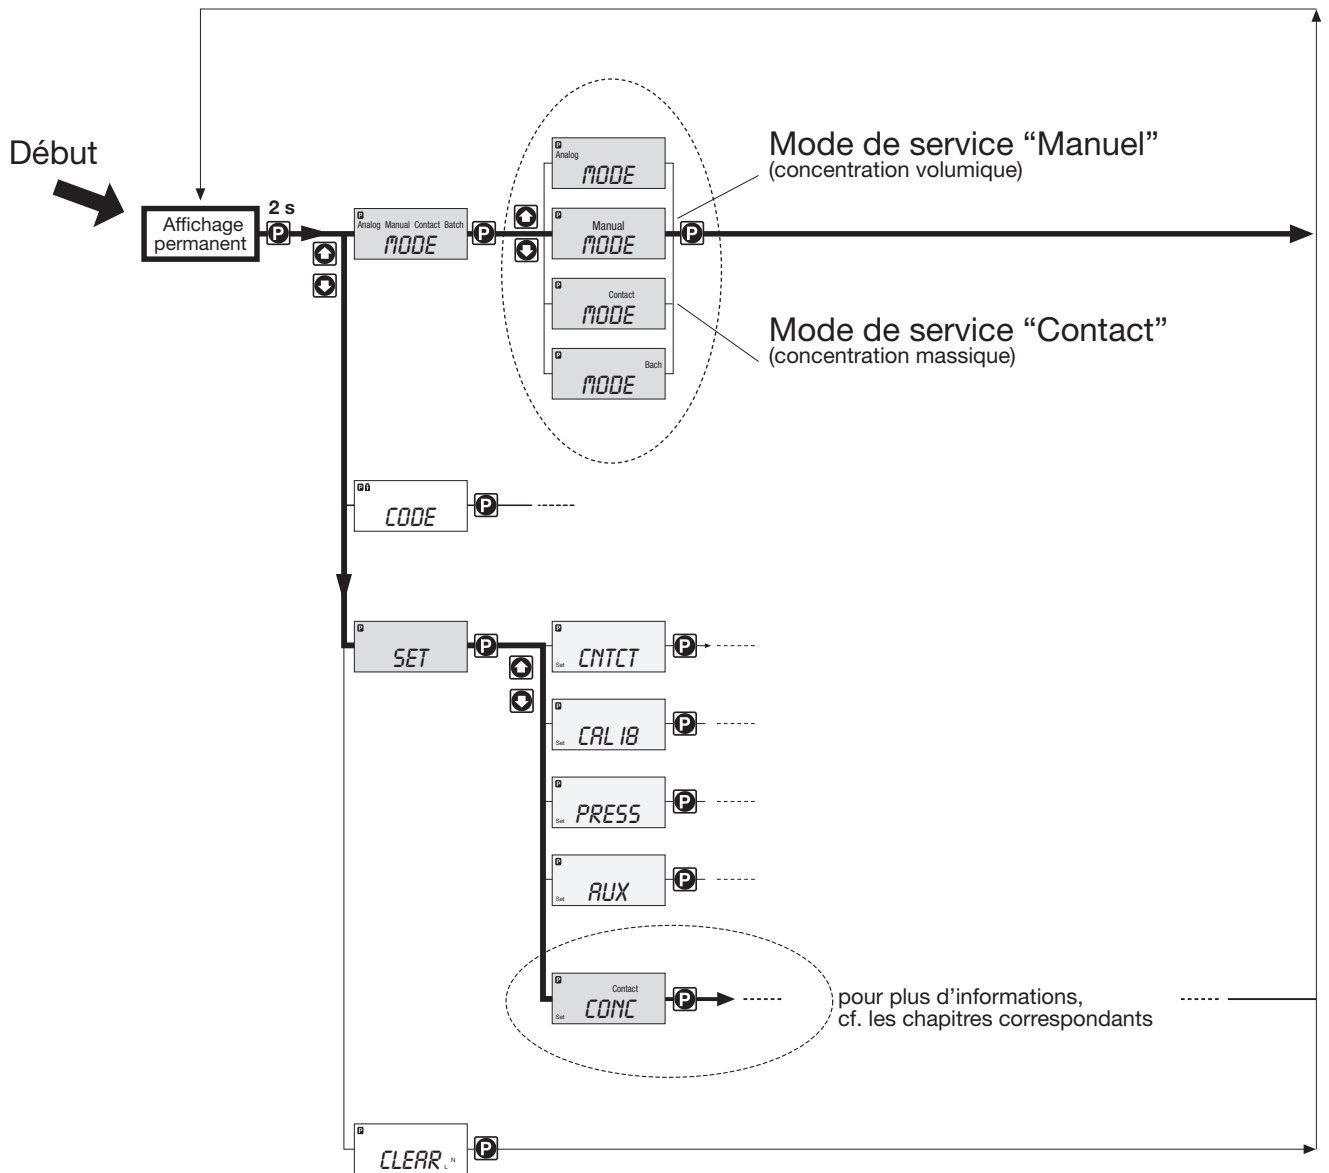 Début
Affichage
permanent
2 s
P
P
Analog Manual Contact Batch
MODE
P
P
Analog
MODE
P
Manual
MODE
P
P
Contact
MODE
P
Bach
MODE
Mode de service “Manuel”
(concentration volumique)
Mode de service “Contact”
(concentration massique)
P
CODE
P
P
SET
P
P
Set CNTCT
P
P
Set CAL IB
P
P
Set PRESS
P
P
Set AUX
P
P
Contact
Set CONC
P
pour plus d’informations,
cf. les chapitres correspondants
P
CLEAR L N
P